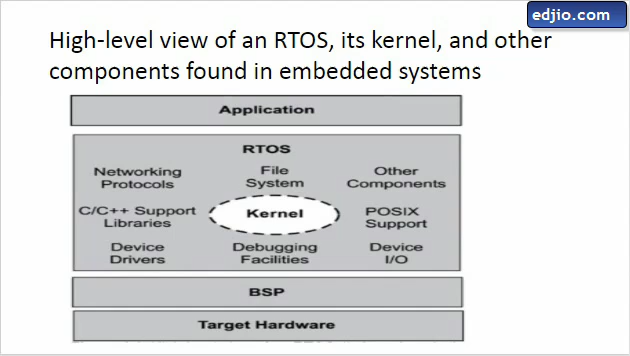 edjio.com
High-level view of an RTOS, its kernel, and other
components found in embedded systems
Application
RTOS
Networking
Protocols
File
System
Other
Components
C/C++ Support
Libraries
Kernel
POSIX
Support
Device
Drivers
Debugging
Facilities
Device
I/O
BSP
Target Hardware